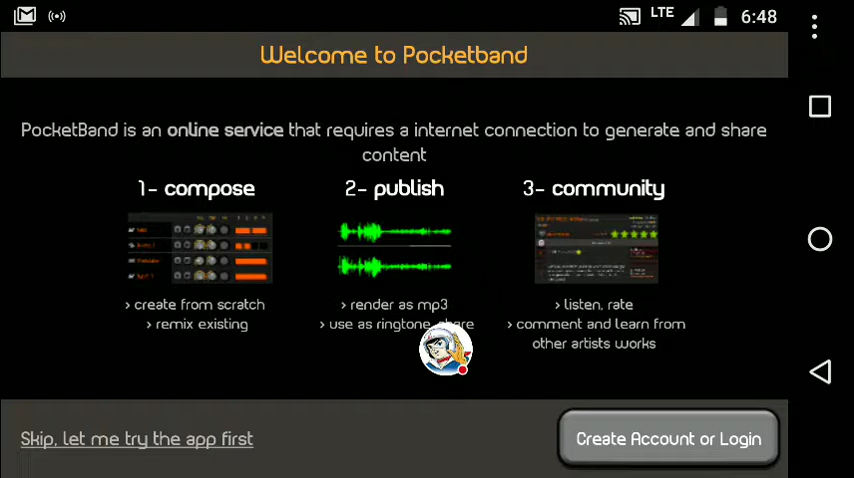 LTE 6:48
Welcome to Pocketband
PocketBand is an online service that requires a internet connection to generate and share
content
1- compose 2- publish 3- community
› create from scratch › render as mp3 › listen, rate
› remix existing › use as ringtone, share › comment and learn from
other artists works
Skip, let me try the app first Create Account or Login